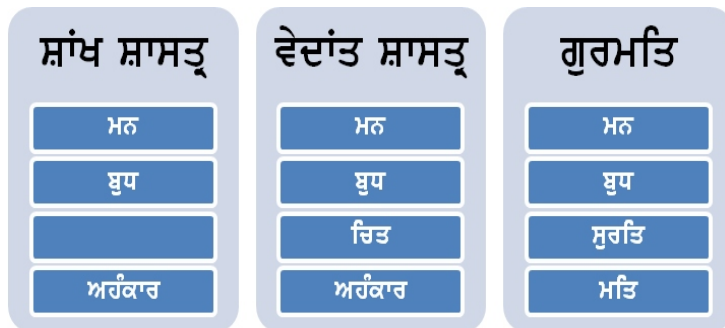 ਸ਼ਾਂਖ ਸ਼ਾਸਤ੍ਰ
ਮਨ
ਬੁਧ
ਅਹੰਕਾਰ
ਵੇਦਾਂਤ ਸ਼ਾਸਤ੍ਰ
ਮਨ
ਬੁਧ
ਚਿਤ
ਅਹੰਕਾਰ
ਗੁਰਮਤਿ
ਮਨ
ਬੁਧ
ਸੁਰਤਿ
ਮਤਿ